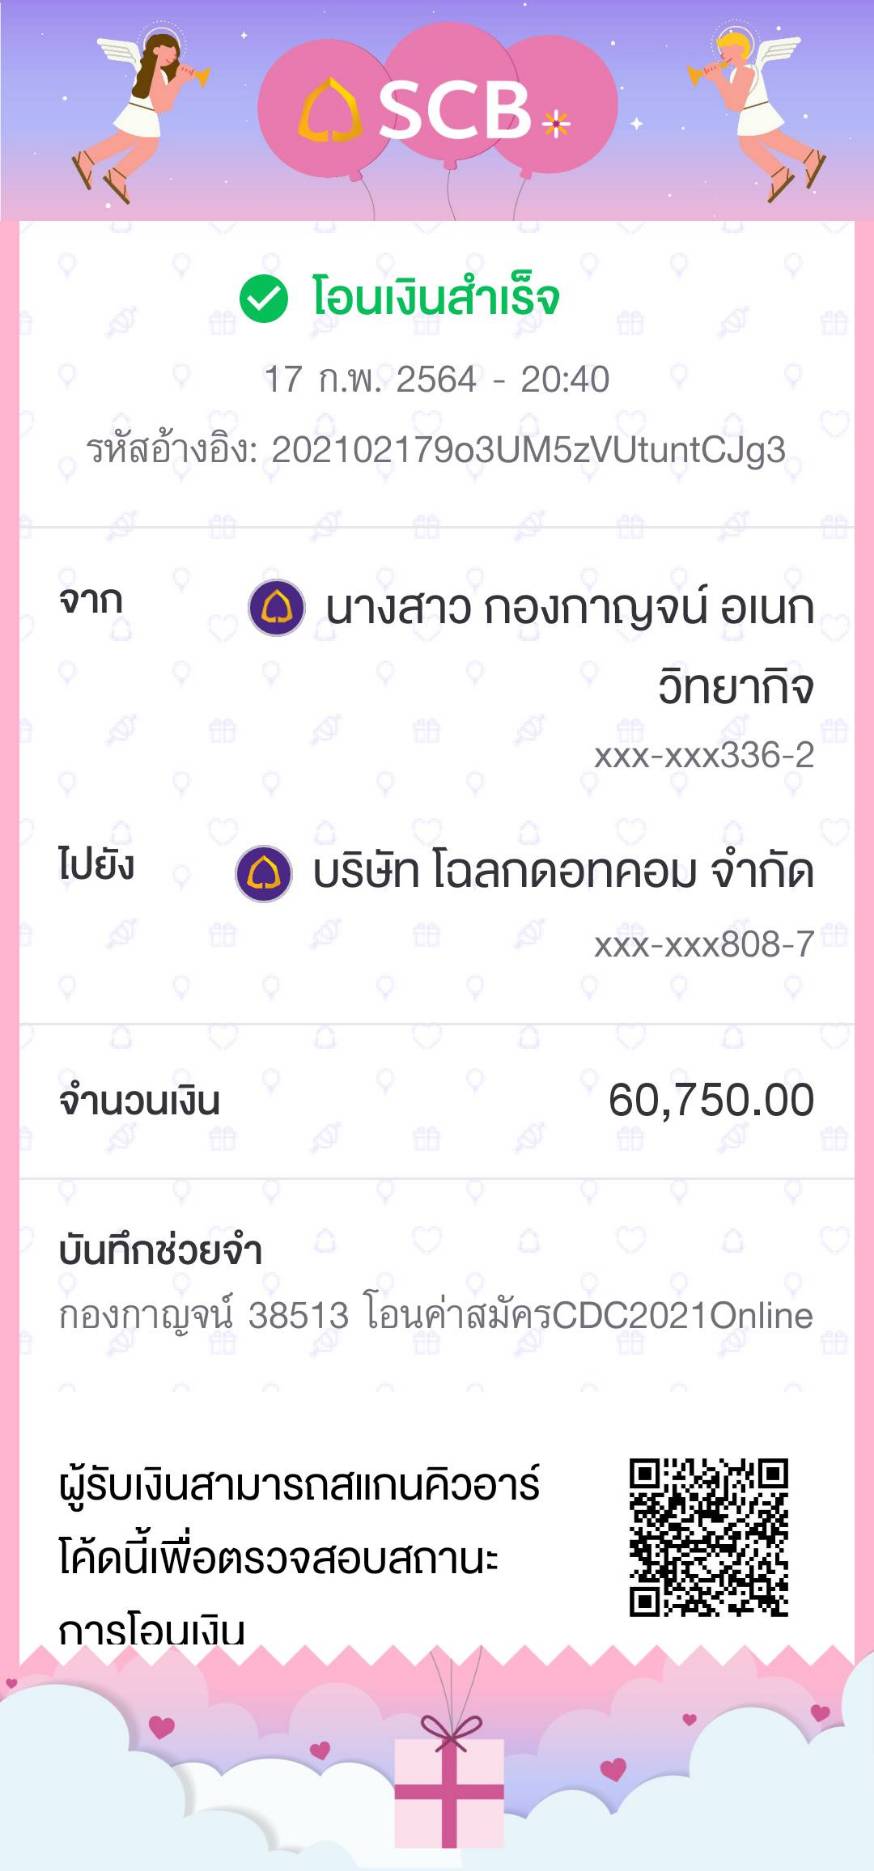 SCB
โอนเงินสำเร็จ
17 ก.พ. 2564 - 20:40
รหัสอ้างอิง: 202102179o3UM5zVUtuntCJg3
จาก
นางสาว กองกาญจน์ อเนก
วิทยากิจ
xxx-xxx336-2
ไปยัง
บริษัท โฉลกดอทคอม จำกัด
xxx-xxx808-7
จำนวนเงิน
60,750.00
บันทึกช่วยจำ
กองกาญจน์ 38513 โอนค่าสมัครCDC2021Online
ผู้รับเงินสามารถสแกนคิวอาร์
โค้ดนี้เพื่อตรวจสอบสถานะ
การโอนเงิน